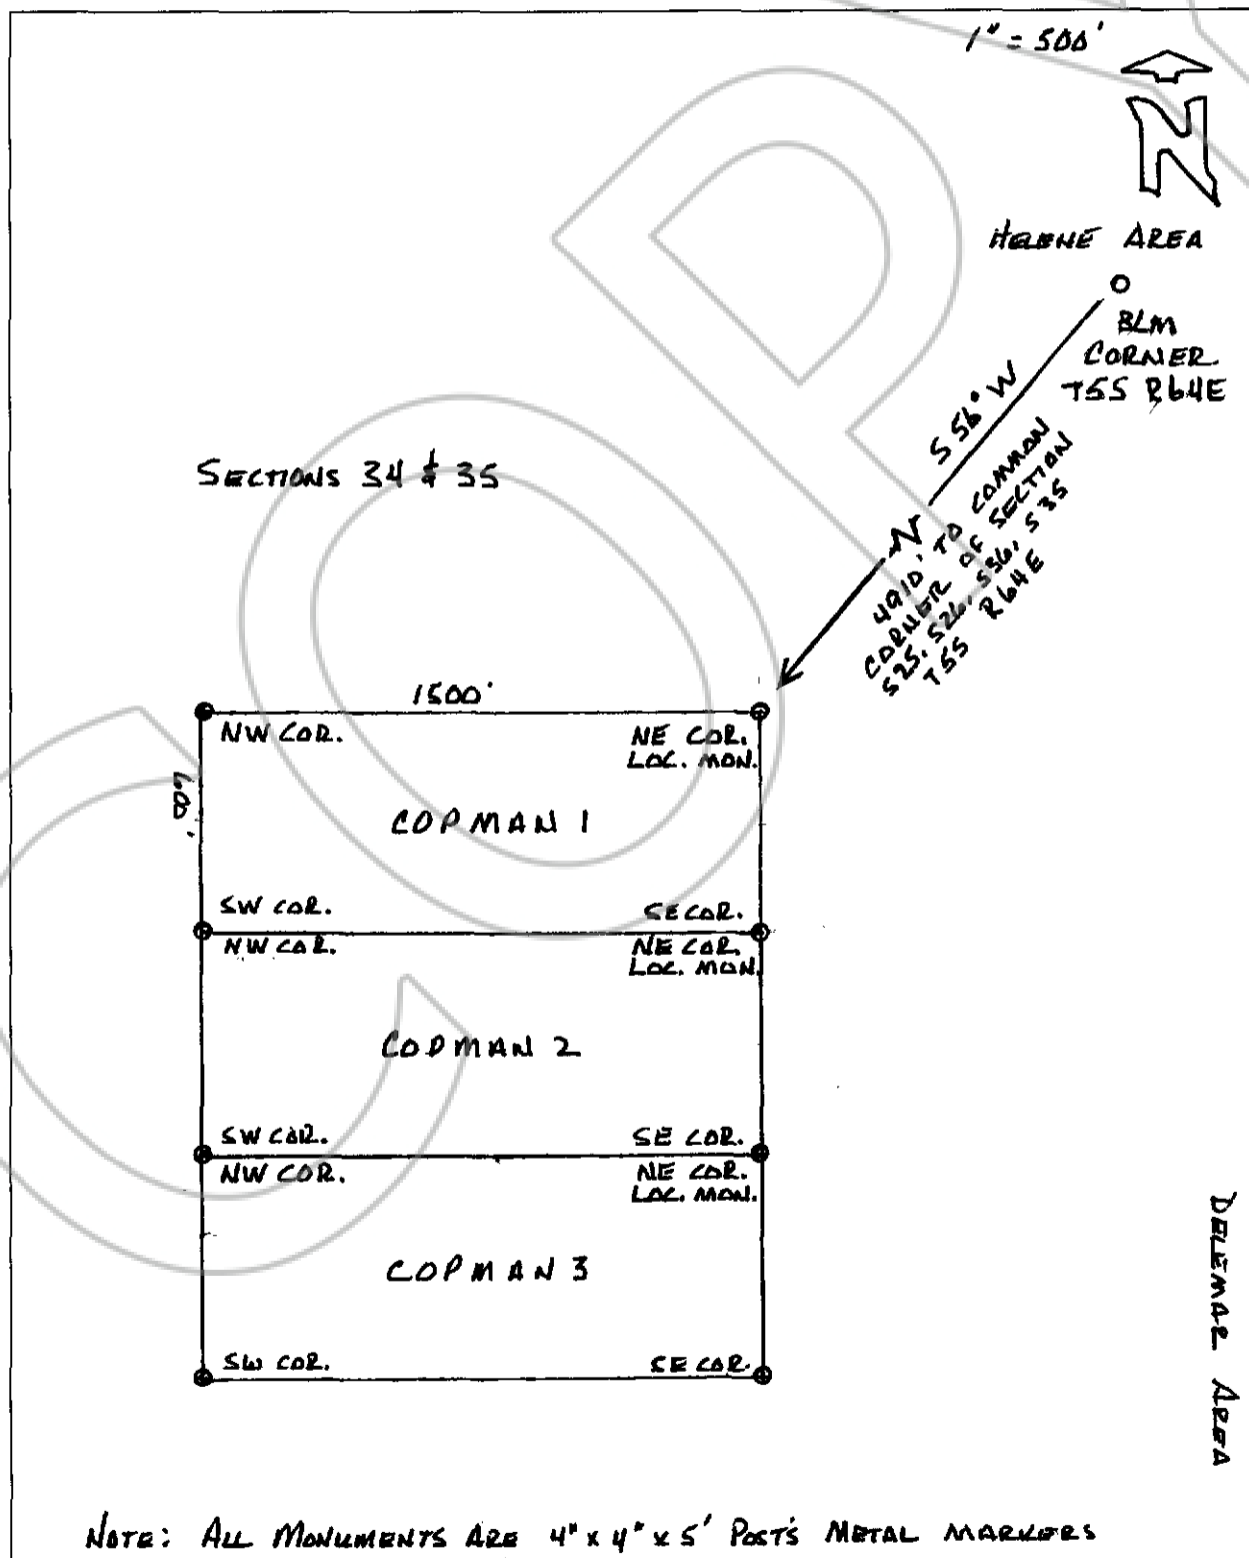 1" = 500'
N
HELENE AREA
BLM
CORNER
T5S R64E
S 56° W
4910' TO COMMON
CORNER OF SECTION
S25, S26, S36, S35
T5S R64E
SECTIONS 34 & 35
1500'
NW COR.
NE COR.
LOC. MON.
600'
COPMAN 1
SW COR.
SE COR.
NW COR.
NE COR.
LOC. MON.
COPMAN 2
SW COR.
SE COR.
NW COR.
NE COR.
LOC. MON.
COPMAN 3
SW COR.
SE COR.
DELEMAR AREA
NOTE: ALL MONUMENTS ARE 4" x 4" x 5' POST'S METAL MARKERS
COPY